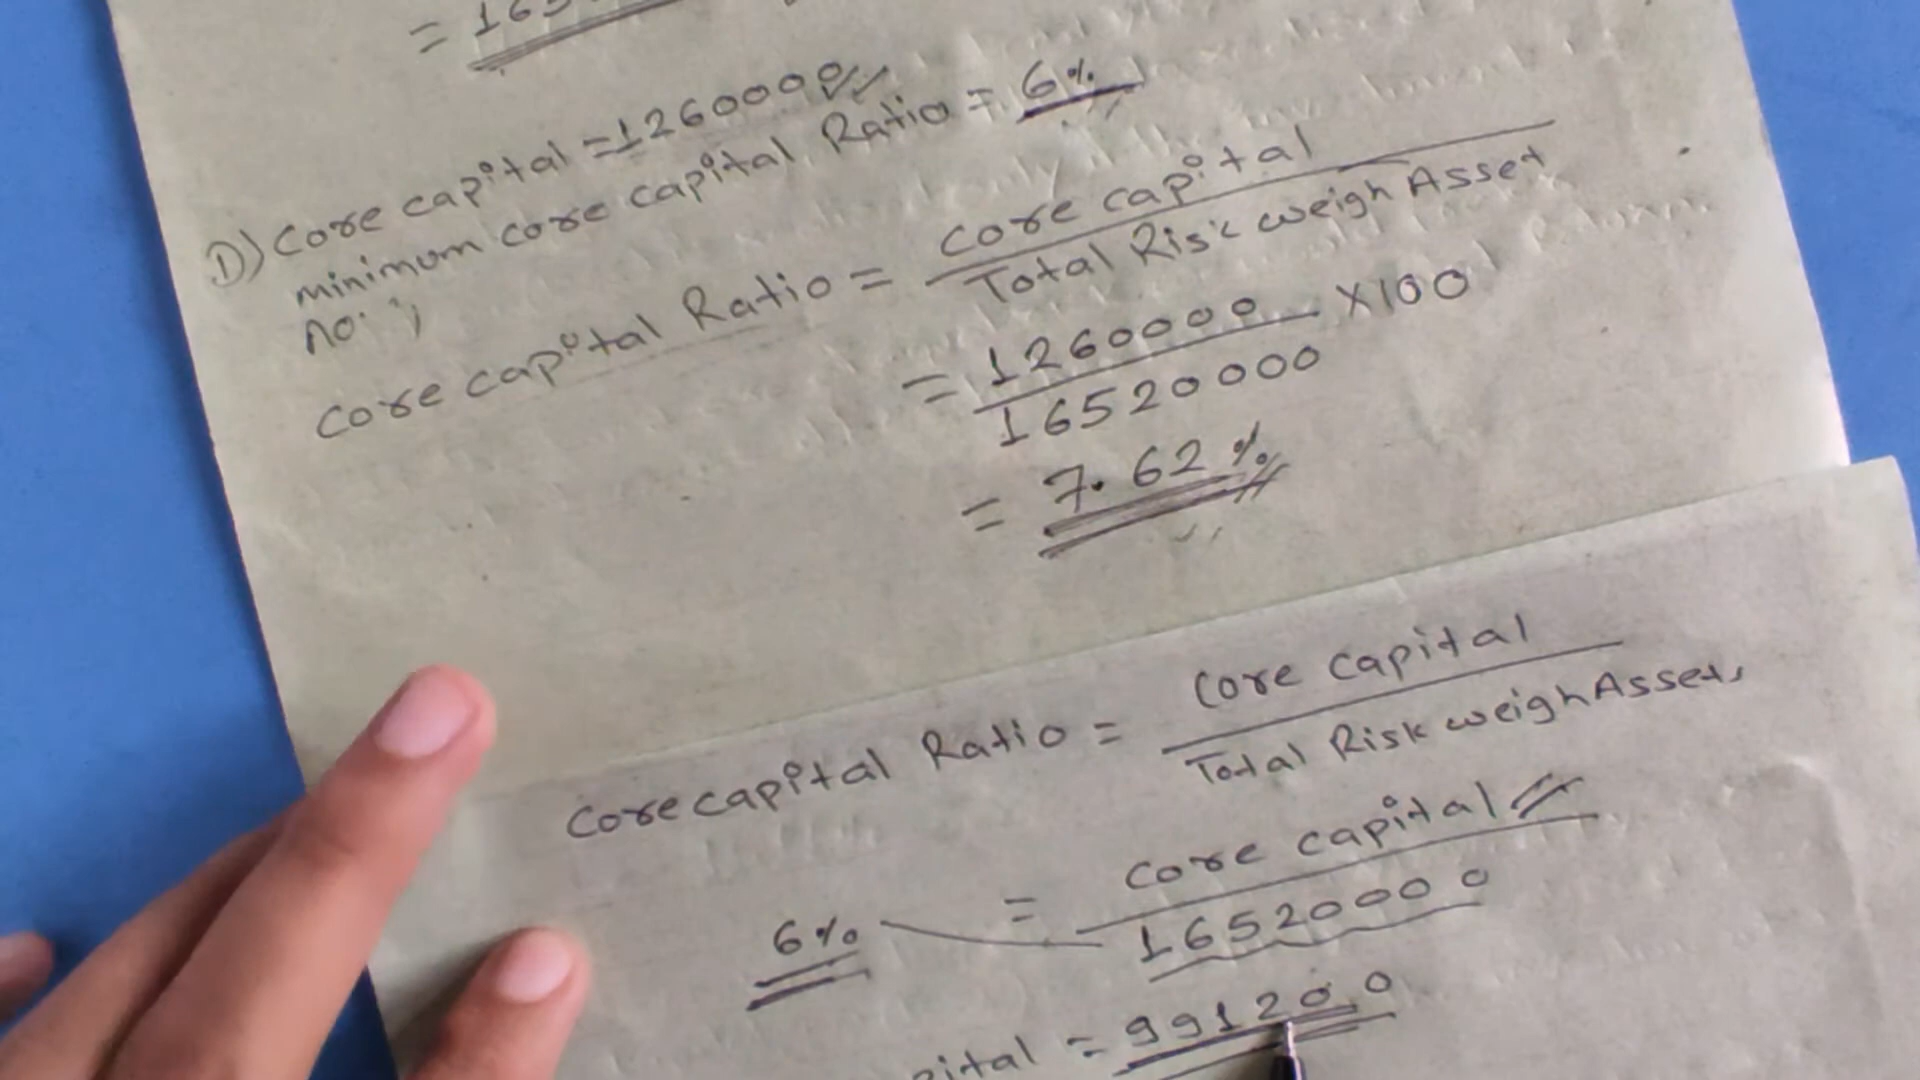 = 165
D) Core capital = 1260000
minimum core capital Ratio = 6%
no. ;
Core capital Ratio = Core capital
Total Risk weigh Asset
= 1260000 X100
16520000
= 7.62%
Core capital Ratio = Core capital
Total Risk weigh Asset,
6% = Core capital
16520000
pital = 991200